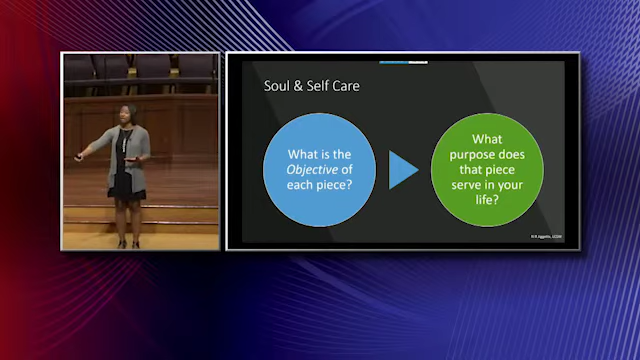 Soul & Self Care
What is the
Objective of
each piece?
What
purpose does
that piece
serve in your
life?